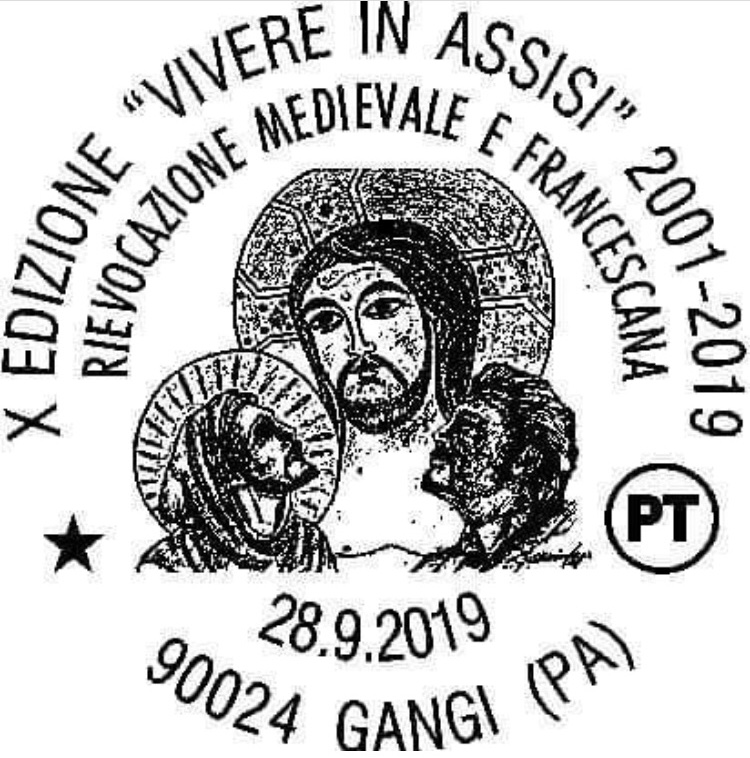 X EDIZIONE “VIVERE IN ASSISI” 2001-2019
RIEVOCAZIONE MEDIEVALE E FRANCESCANA
PT
28.9.2019
90024 GANGI (PA)